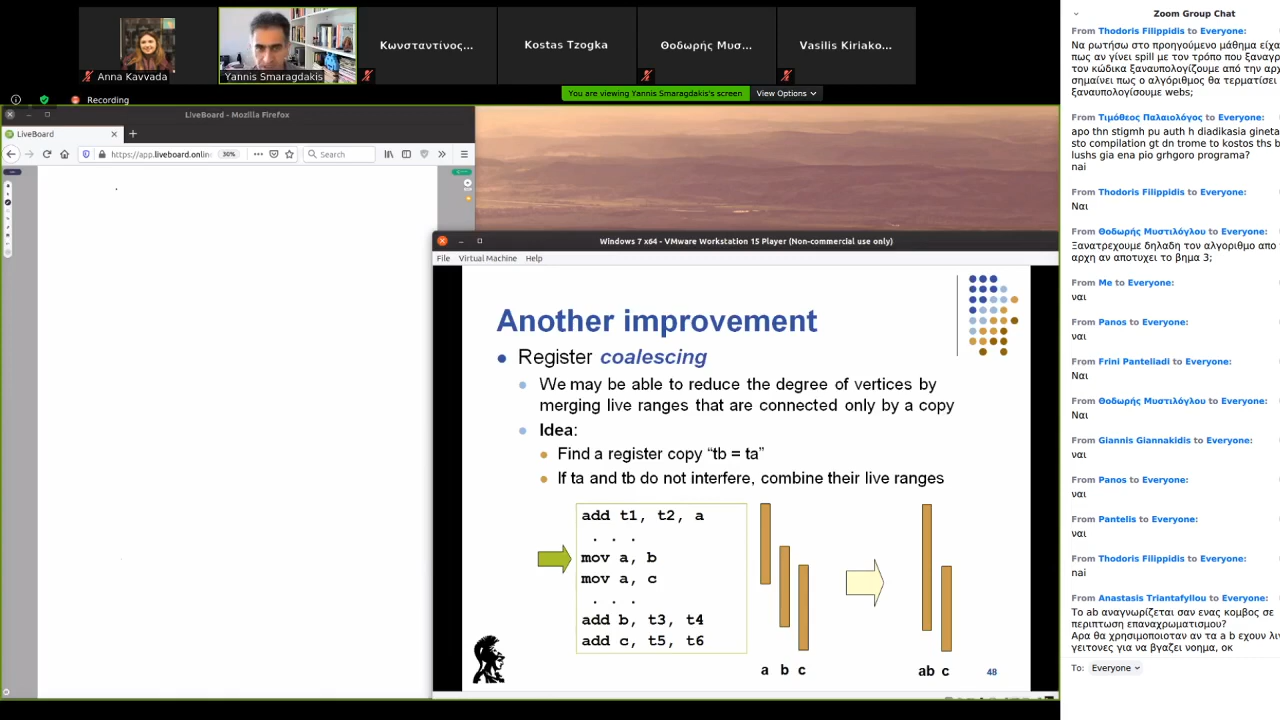 Anna Kavvada
Yannis Smaragdakis
Κωνσταντίνος...
Kostas Tzogka
Θοδωρής Μυσ...
Vasilis Kiriako...
Recording
You are viewing Yannis Smaragdakis's screen
View Options
LiveBoard - Mozilla Firefox
LiveBoard
https://app.liveboard.onlin
30%
Search
Windows 7 x64 - VMware Workstation 15 Player (Non-commercial use only)
File Virtual Machine Help
Another improvement
Register coalescing
We may be able to reduce the degree of vertices by
merging live ranges that are connected only by a copy
Idea:
Find a register copy “tb = ta”
If ta and tb do not interfere, combine their live ranges
add t1, t2, a
. . .
mov a, b
mov a, c
. . .
add b, t3, t4
add c, t5, t6
a b c
ab c
48
Zoom Group Chat
From Thodoris Filippidis to Everyone:
Να ρωτήσω στο προηγούμενο μάθημα είχα
πως αν γίνει spill με τον τρόπο που ξαναγρ
τον κώδικα ξαναυπολογίζουμε από την αρχ
σημαίνει πως ο αλγόριθμος θα τερματίσει
ξαναυπολογίσουμε webs;
From Τιμόθεος Παλαιολόγος to Everyone:
apo thn stigmh pu auth h diadikasia gineta
sto compilation gt dn trome to kostos ths b
lushs gia ena pio grhgoro programa?
nai
From Thodoris Filippidis to Everyone:
Ναι
From Θοδωρής Μυστιλόγλου to Everyone:
Ξανατρεχουμε δηλαδη τον αλγοριθμο απο
αρχη αν αποτυχει το βημα 3;
From Me to Everyone:
ναι
From Panos to Everyone:
ναι
From Frini Panteliadi to Everyone:
Ναι
From Θοδωρής Μυστιλόγλου to Everyone:
Ναι
From Giannis Giannakidis to Everyone:
ναι
From Panos to Everyone:
ναι
From Pantelis to Everyone:
ναι
From Thodoris Filippidis to Everyone:
nai
From Anastasis Triantafyllou to Everyone:
Το ab αναγνωρίζεται σαν ενας κομβος σε
περιπτωση επαναχρωματισμου?
Αρα θα χρησιμοποιοταν αν τα a b εχουν λιγ
γειτονες για να βγαζει νοημα, οκ
To: Everyone